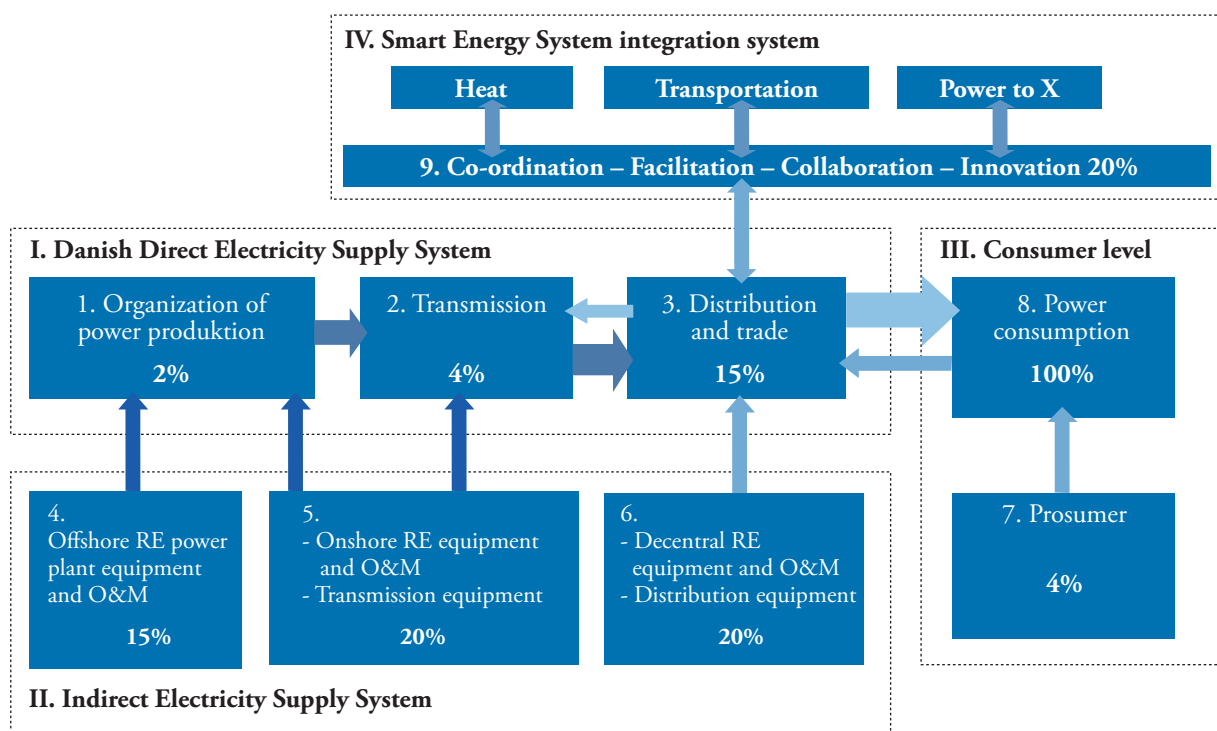 IV. Smart Energy System integration system
Heat
Transportation
Power to X
9. Co-ordination – Facilitation – Collaboration – Innovation 20%
I. Danish Direct Electricity Supply System
1. Organization of
power produktion
2%
2. Transmission
4%
3. Distribution
and trade
15%
III. Consumer level
8. Power
consumption
100%
4.
Offshore RE power
plant equipment
and O&M
15%
5.
- Onshore RE equipment
and O&M
- Transmission equipment
20%
6.
- Decentral RE
equipment and O&M
- Distribution equipment
20%
7. Prosumer
4%
II. Indirect Electricity Supply System